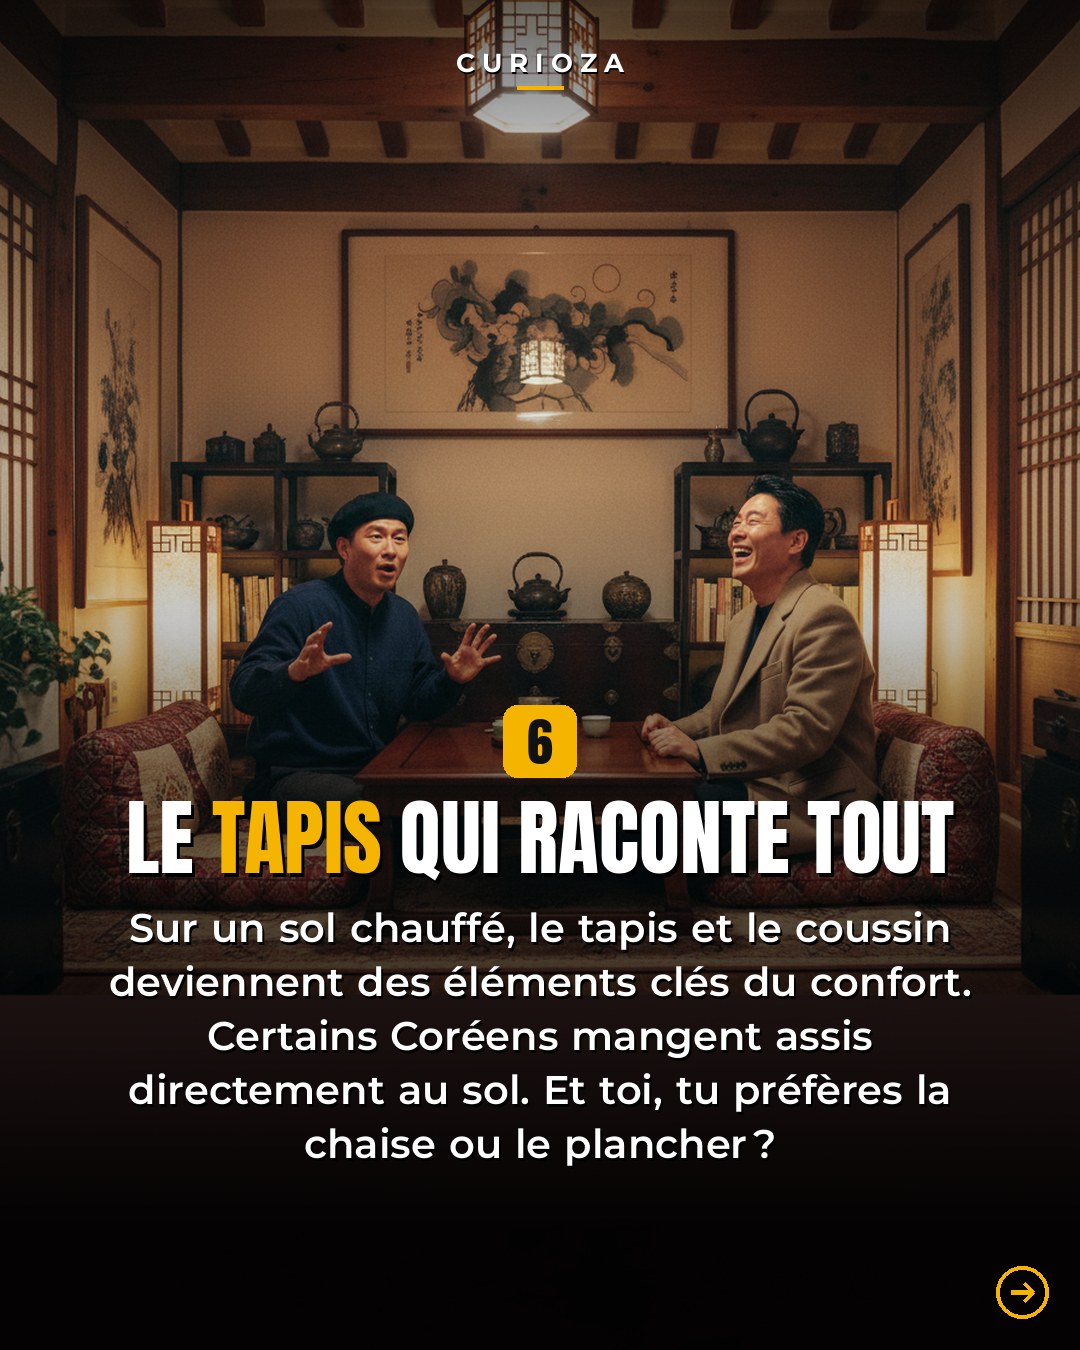 CURIOZA
6
LE TAPIS QUI RACONTE TOUT
Sur un sol chauffé, le tapis et le coussin
deviennent des éléments clés du confort.
Certains Coréens mangent assis
directement au sol. Et toi, tu préfères la
chaise ou le plancher ?